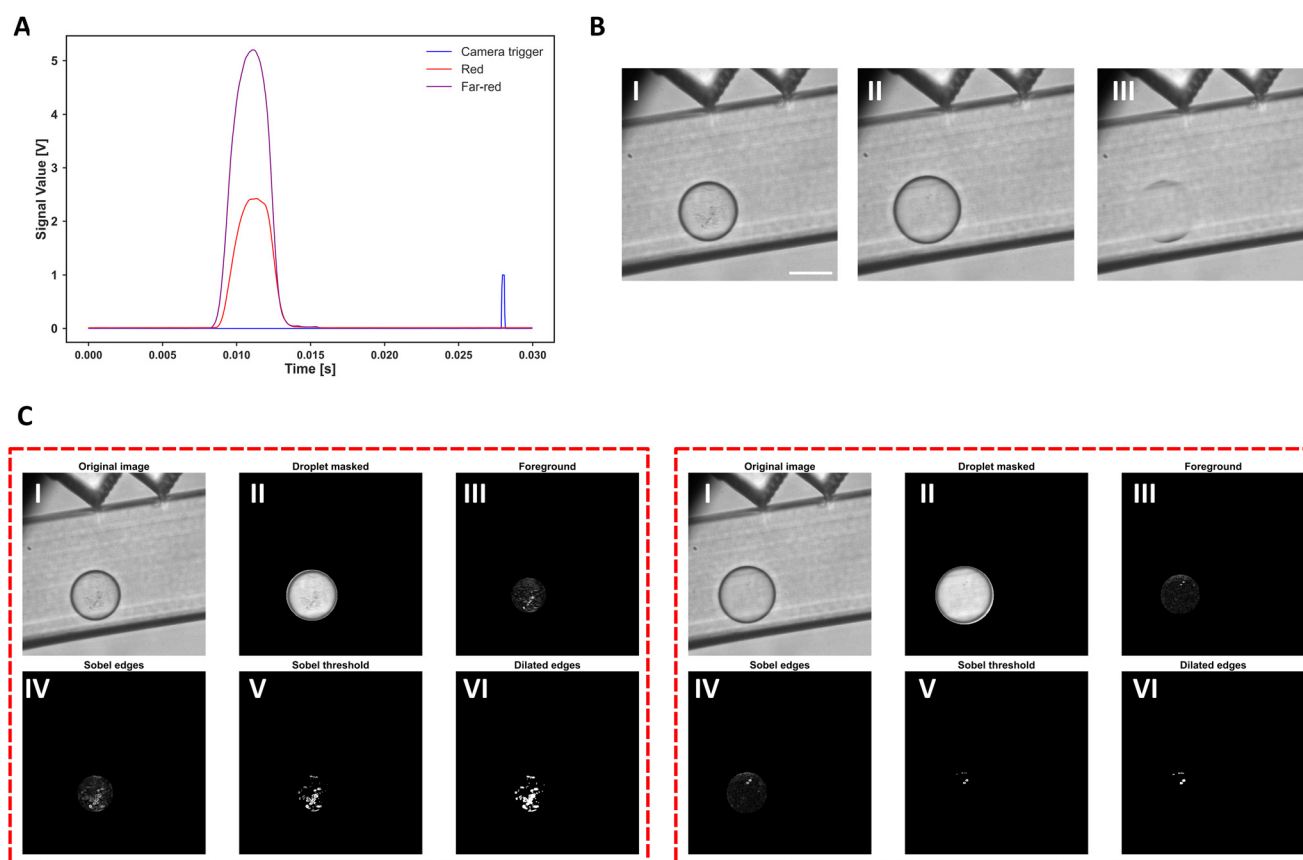 A
B
Camera trigger
Red
Far-red
5
4
3
2
1
0
Signal Value [V]
0.000 0.005 0.010 0.015 0.020 0.025 0.030
Time [s]
I II III
C
Original image Droplet masked Foreground
I II III
Sobel edges Sobel threshold Dilated edges
IV V VI
Original image Droplet masked Foreground
I II III
Sobel edges Sobel threshold Dilated edges
IV V VI